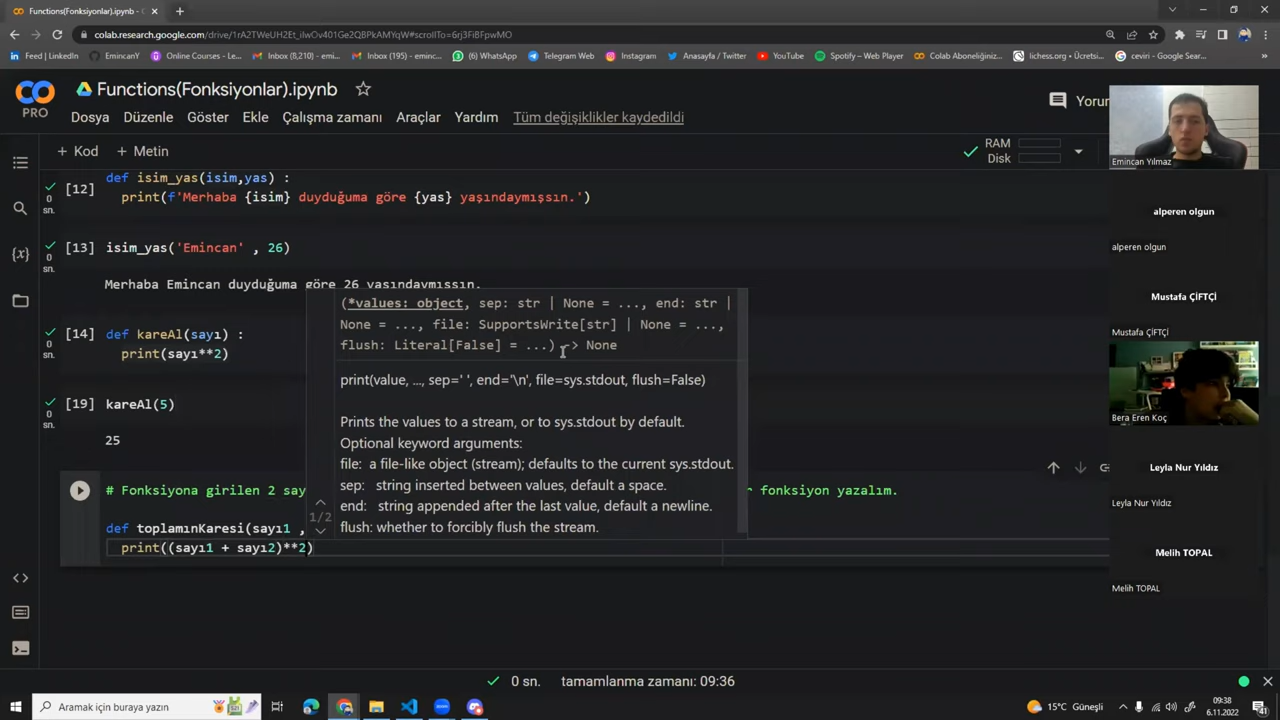 Functions(Fonksiyonlar).ipynb - C
colab.research.google.com/drive/1rA2TWeUH2Et_ilwOv401Ge2QBPkAMYqW#scrollTo=6rj3Fi8FpwMO
Feed | LinkedIn
EmincanY
Online Courses - Le...
Inbox (8,210) - emi...
Inbox (195) - eminc...
(6) WhatsApp
Telegram Web
Instagram
Anasayfa / Twitter
YouTube
Spotify – Web Player
Colab Aboneliğiniz...
lichess.org • Ücretsi...
ceviri - Google Sear...
Functions(Fonksiyonlar).ipynb
PRO
Dosya Düzenle Göster Ekle Çalışma zamanı Araçlar Yardım Tüm değişiklikler kaydedildi
Yorum
+ Kod + Metin
RAM
Disk
[12] def isim_yas(isim,yas) :
0 sn.
print(f'Merhaba {isim} duyduğuma göre {yas} yaşındaymışsın.')
[13] isim_yas('Emincan' , 26)
0 sn.
Merhaba Emincan duyduğuma göre 26 yaşındaymışsın.
[14] def kareAl(sayı) :
0 sn.
print(sayı**2)
[19] kareAl(5)
0 sn.
25
# Fonksiyona girilen 2 say
r fonksiyon yazalım.
def toplamınKaresi(sayı1 ,
print((sayı1 + sayı2)**2)
(*values: object, sep: str | None = ..., end: str |
None = ..., file: SupportsWrite[str] | None = ...,
flush: Literal[False] = ...) -> None
print(value, ..., sep=' ', end='\n', file=sys.stdout, flush=False)
Prints the values to a stream, or to sys.stdout by default.
Optional keyword arguments:
file: a file-like object (stream); defaults to the current sys.stdout.
sep: string inserted between values, default a space.
end: string appended after the last value, default a newline.
flush: whether to forcibly flush the stream.
1/2
Emincan Yılmaz
alperen olgun
alperen olgun
Mustafa ÇİFTÇİ
Mustafa ÇİFTÇİ
Bera Eren Koç
Leyla Nur Yıldız
Leyla Nur Yıldız
Melih TOPAL
Melih TOPAL
0 sn. tamamlanma zamanı: 09:36
Aramak için buraya yazın
15°C Güneşli
09:38
6.11.2022